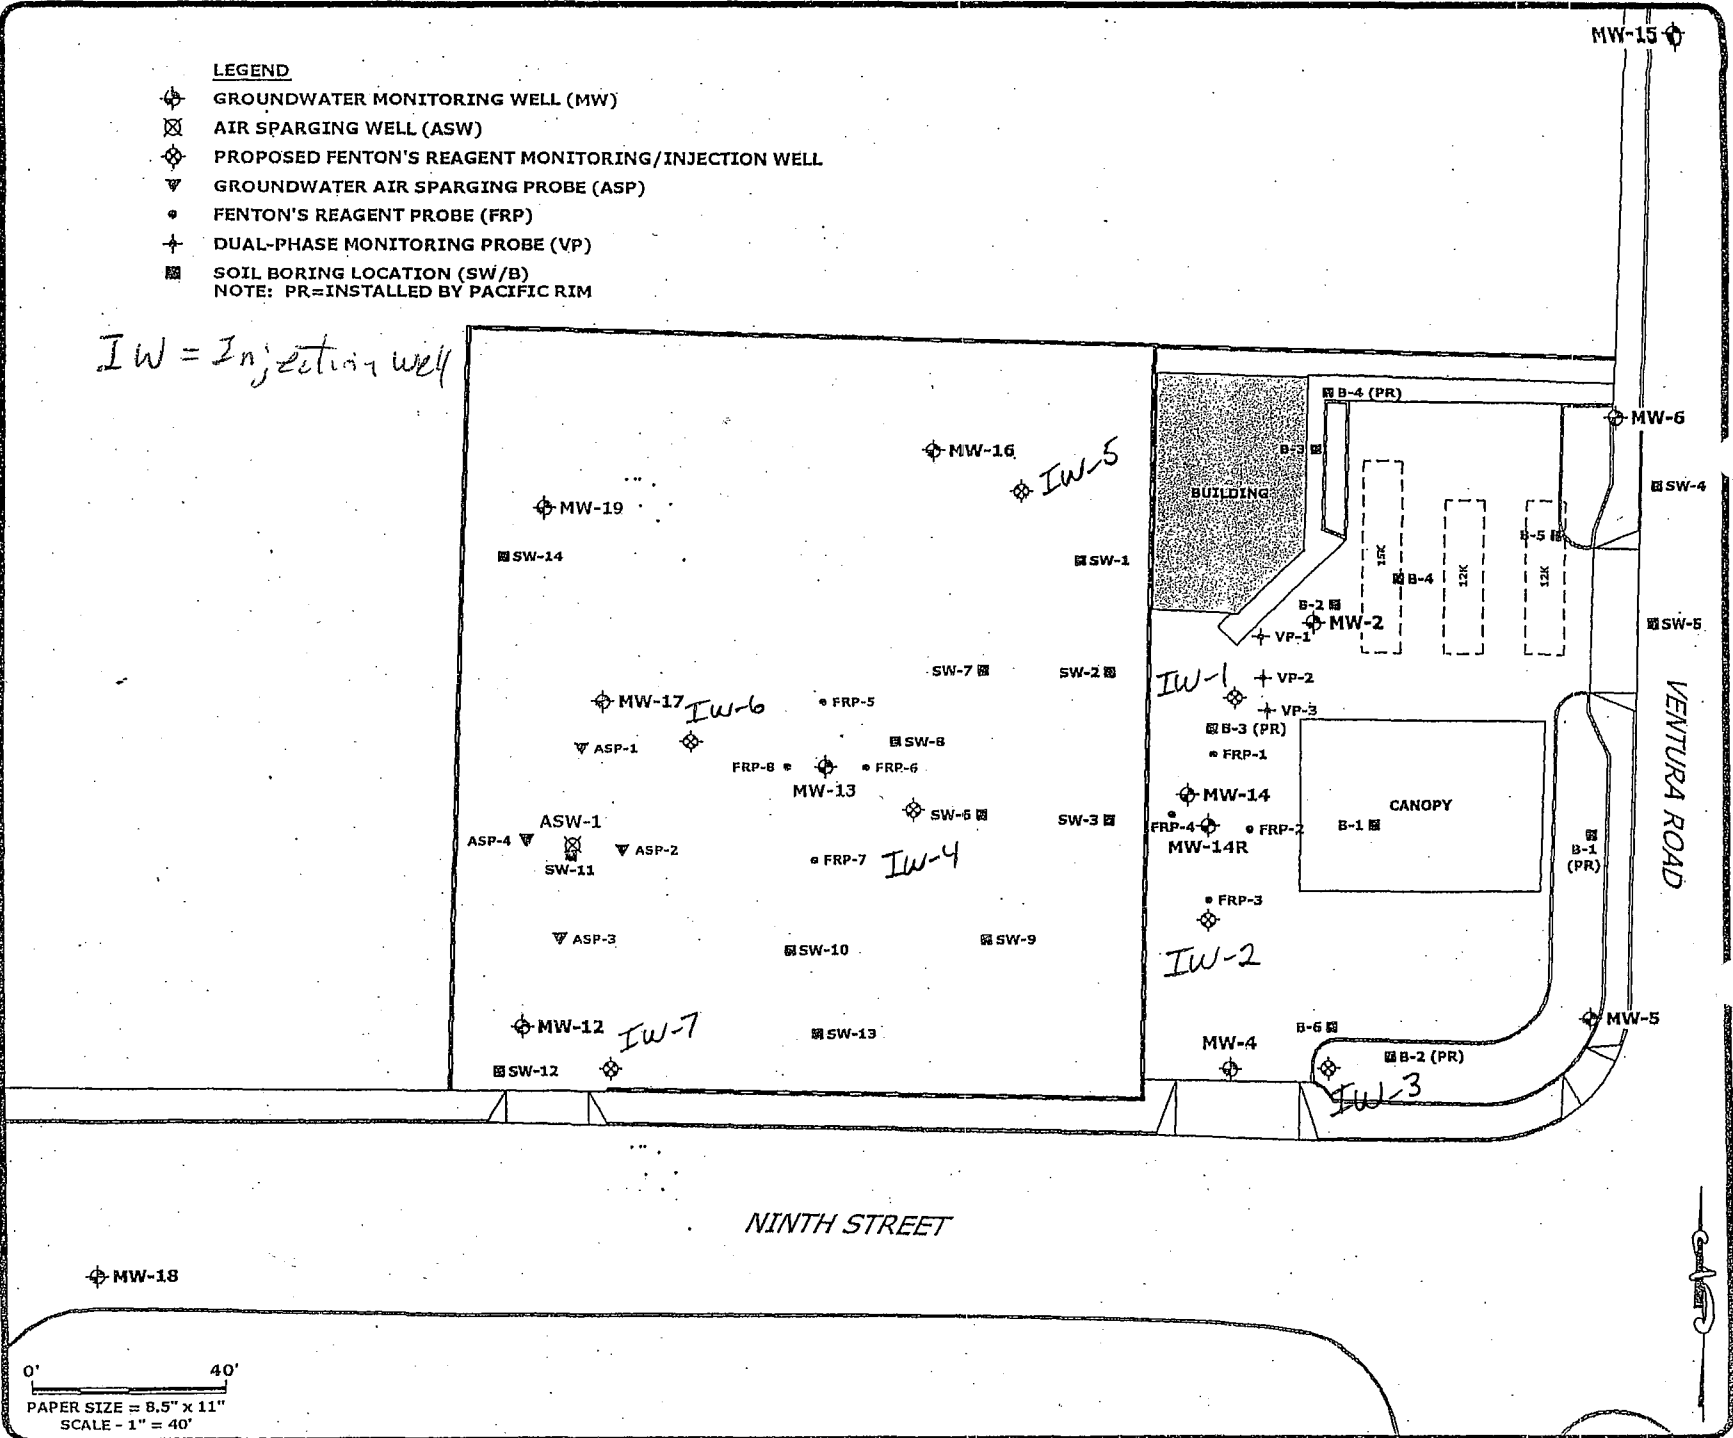 MW-15
LEGEND
GROUNDWATER MONITORING WELL (MW)
AIR SPARGING WELL (ASW)
PROPOSED FENTON'S REAGENT MONITORING/INJECTION WELL
GROUNDWATER AIR SPARGING PROBE (ASP)
FENTON'S REAGENT PROBE (FRP)
DUAL-PHASE MONITORING PROBE (VP)
SOIL BORING LOCATION (SW/B)
NOTE: PR=INSTALLED BY PACIFIC RIM
IW = Injection well
B-4 (PR)
MW-6
MW-16
B-3
IW-5
SW-4
BUILDING
MW-19
B-5
SW-14
SW-1
15K
B-4
12K
12K
B-2
MW-2
SW-5
VP-1
SW-7
SW-2
IW-1
VP-2
MW-17
IW-6
FRP-5
VP-3
B-3 (PR)
SW-8
ASP-1
FRP-1
FRP-8
FRP-6
MW-13
MW-14
VENTURA ROAD
CANOPY
ASW-1
SW-6
SW-3
FRP-4
FRP-2
B-1
ASP-4
ASP-2
MW-14R
B-1
(PR)
SW-11
FRP-7
IW-4
FRP-3
ASP-3
SW-10
SW-9
IW-2
MW-12
IW-7
SW-13
B-6
MW-5
MW-4
B-2 (PR)
SW-12
IW-3
NINTH STREET
MW-18
0' 40'
PAPER SIZE = 8.5" x 11"
SCALE - 1" = 40'